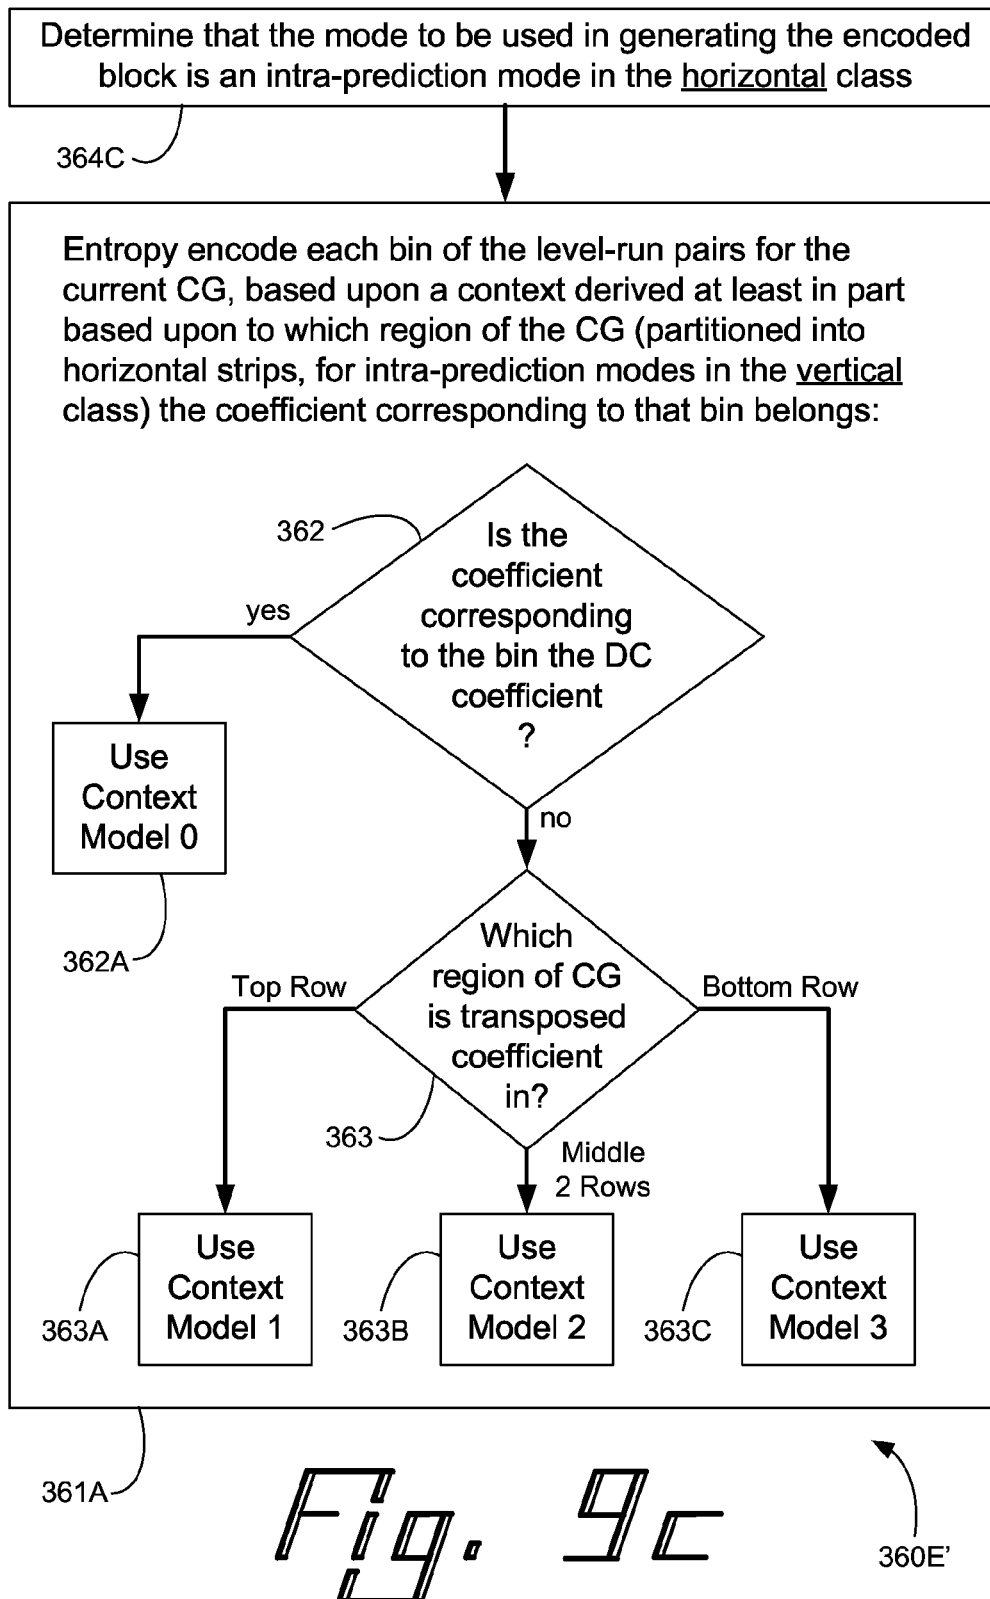 Determine that the mode to be used in generating the encoded
block is an intra-prediction mode in the horizontal class
364C
Entropy encode each bin of the level-run pairs for the
current CG, based upon a context derived at least in part
based upon to which region of the CG (partitioned into
horizontal strips, for intra-prediction modes in the vertical
class) the coefficient corresponding to that bin belongs:
362
Is the
coefficient
corresponding
to the bin the DC
coefficient
?
yes
Use
Context
Model 0
no
362A
Which
region of CG
is transposed
coefficient
in?
Top Row
Bottom Row
363
Middle
2 Rows
Use
Context
Model 1
Use
Context
Model 2
Use
Context
Model 3
363A
363B
363C
361A
Fig. 9c
360E'